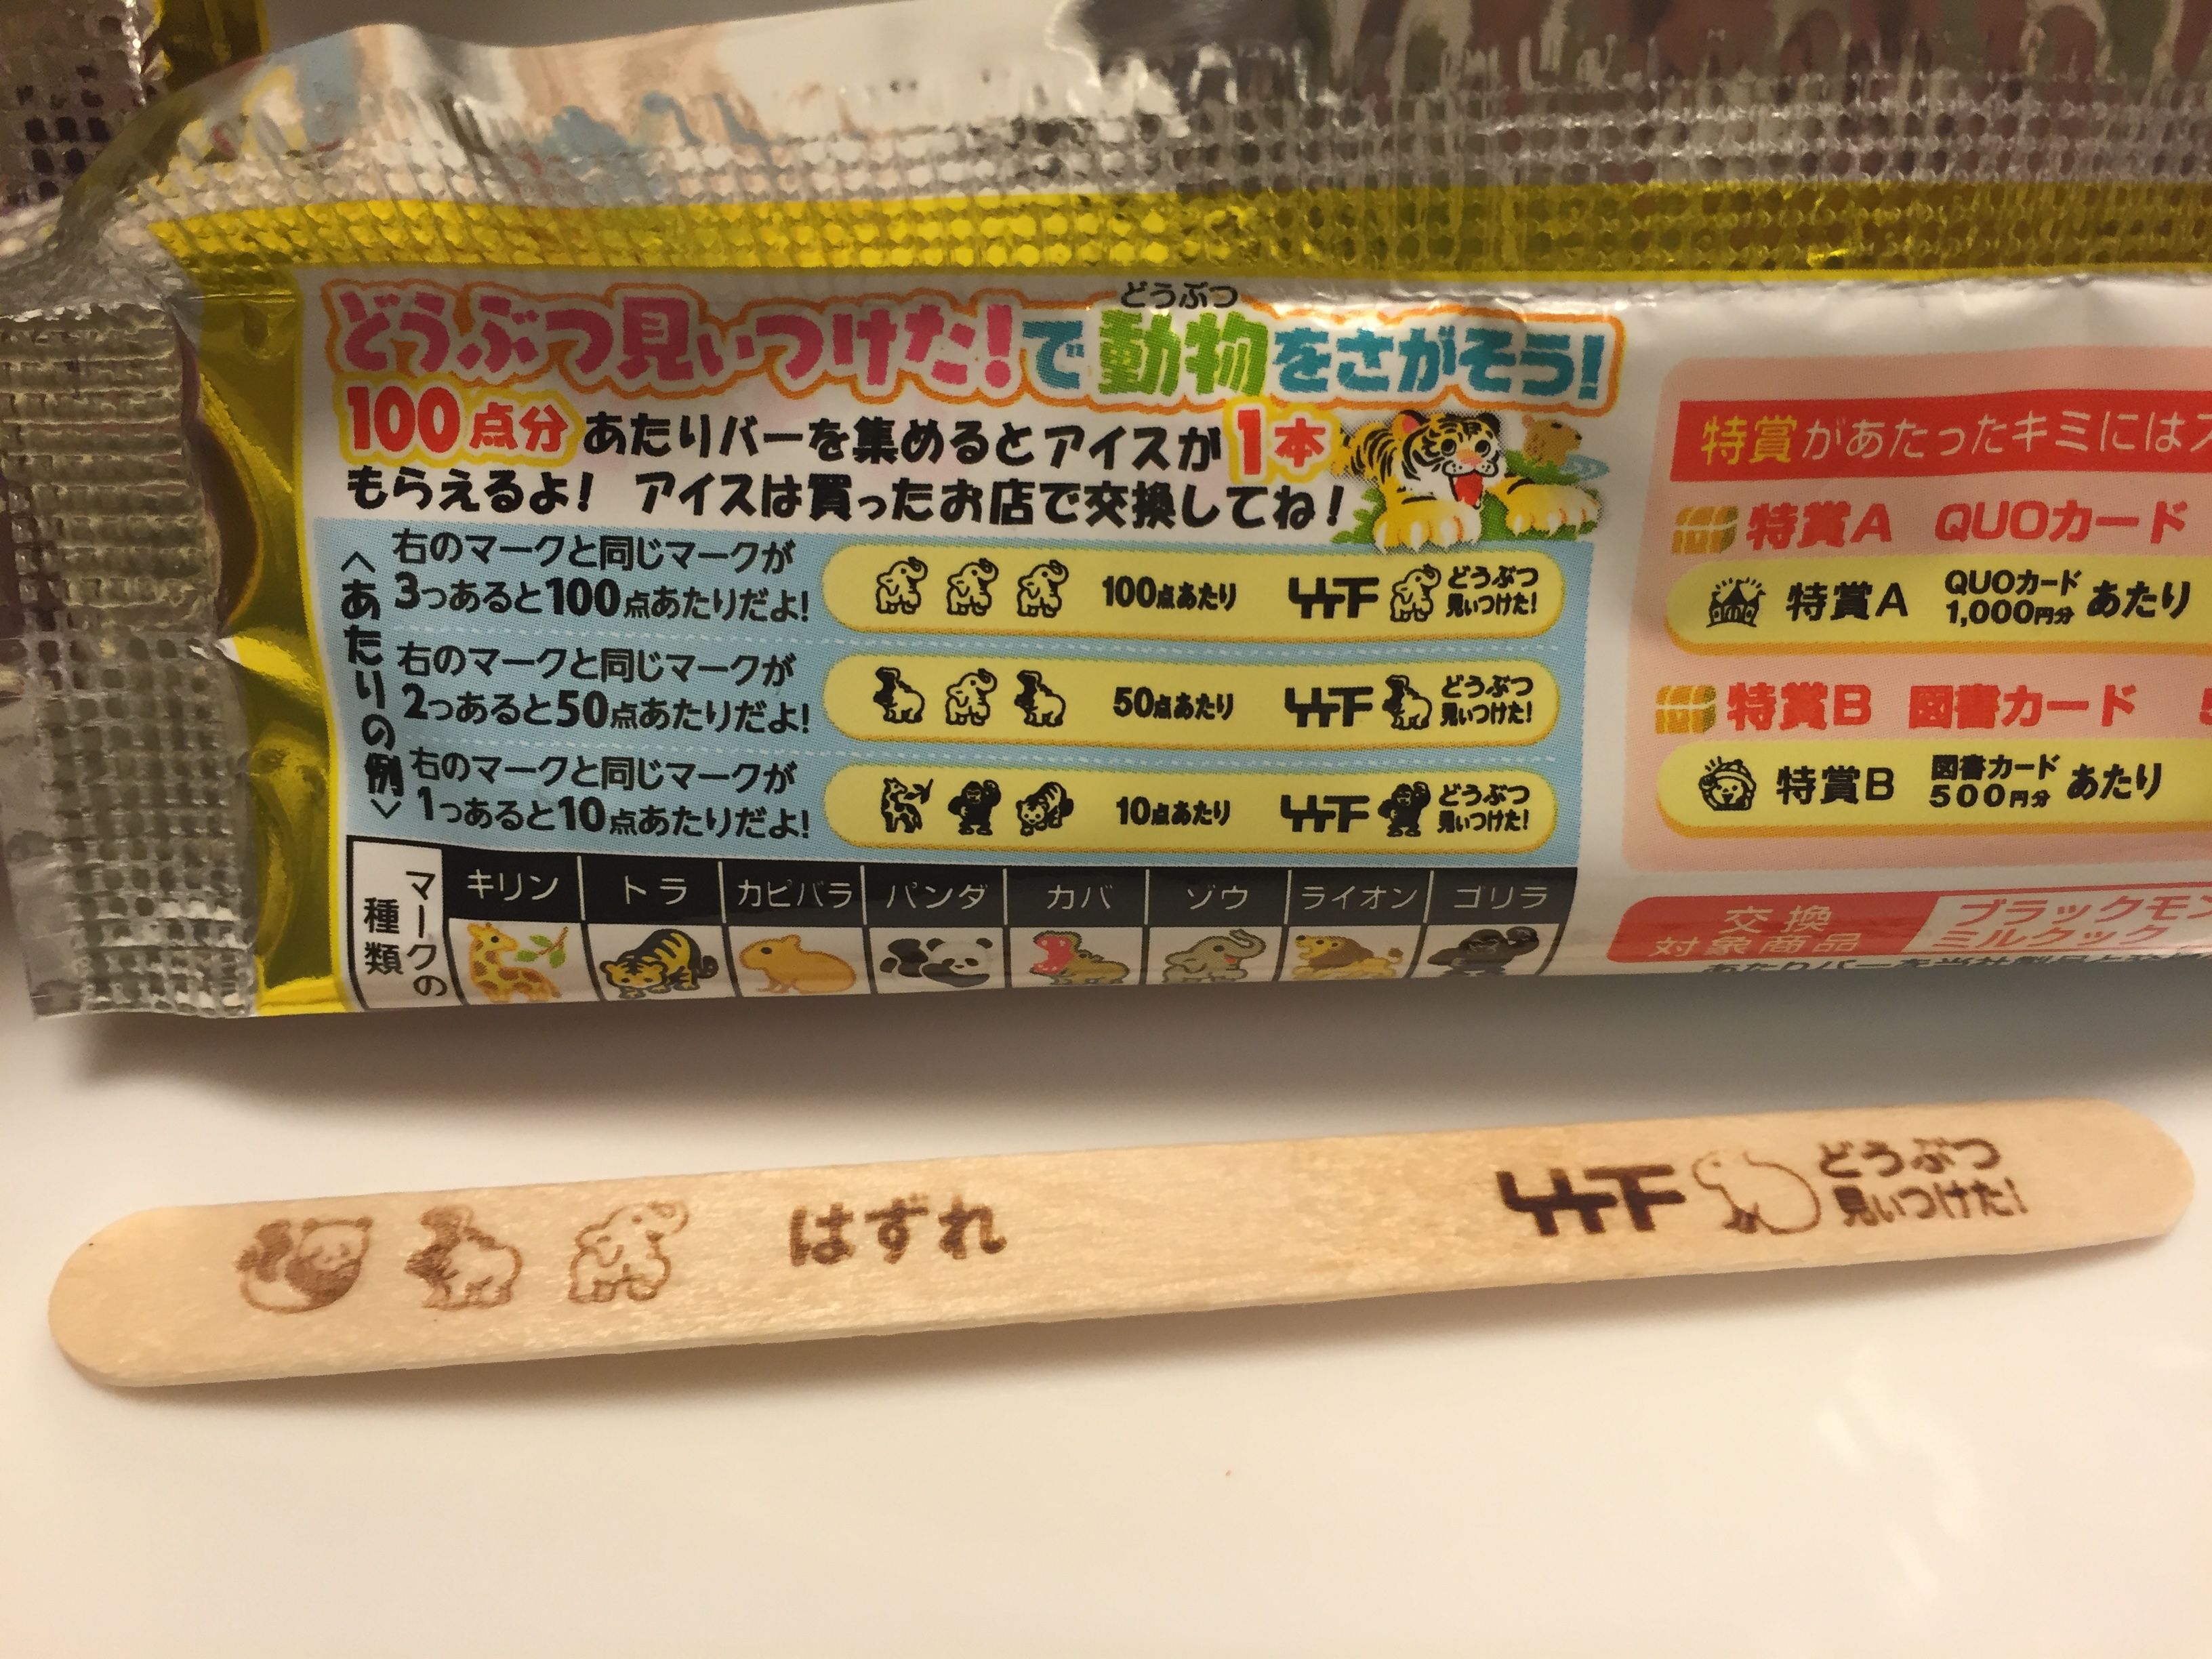 どうぶつ
どうぶつ見ぃつけた!で動物をさがそう!
100点分あたりバーを集めるとアイスが1本
もらえるよ! アイスは買ったお店で交換してね!
〈あたりの例〉
右のマークと同じマークが
3つあると100点あたりだよ!
100点あたり
どうぶつ
見ぃつけた!
右のマークと同じマークが
2つあると50点あたりだよ!
50点あたり
どうぶつ
見ぃつけた!
右のマークと同じマークが
1つあると10点あたりだよ!
10点あたり
どうぶつ
見ぃつけた!
マークの
種類
キリン トラ カピバラ パンダ カバ ゾウ ライオン ゴリラ
特賞があたったキミには
特賞A QUOカード
特賞A QUOカード 1,000円分 あたり
特賞B 図書カード
特賞B 図書カード 500円分 あたり
交換
対象商品
ブラックモン
ミルクック
はずれ
どうぶつ
見ぃつけた!